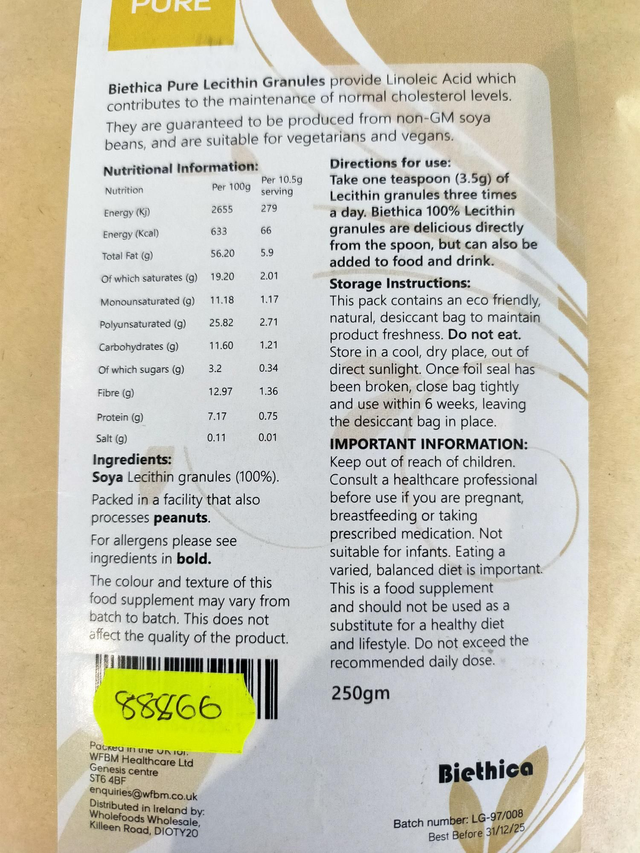 PURE
Biethica Pure Lecithin Granules provide Linoleic Acid which
contributes to the maintenance of normal cholesterol levels.
They are guaranteed to be produced from non-GM soya
beans, and are suitable for vegetarians and vegans.
Nutritional Information:
Nutrition Per 100g Per 10.5g serving
Energy (Kj) 2655 279
Energy (Kcal) 633 66
Total Fat (g) 56.20 5.9
Of which saturates (g) 19.20 2.01
Monounsaturated (g) 11.18 1.17
Polyunsaturated (g) 25.82 2.71
Carbohydrates (g) 11.60 1.21
Of which sugars (g) 3.2 0.34
Fibre (g) 12.97 1.36
Protein (g) 7.17 0.75
Salt (g) 0.11 0.01
Ingredients:
Soya Lecithin granules (100%).
Packed in a facility that also
processes peanuts.
For allergens please see
ingredients in bold.
The colour and texture of this
food supplement may vary from
batch to batch. This does not
affect the quality of the product.
Packed in the UK for:
WFBM Healthcare Ltd
Genesis centre
ST6 4BF
enquiries@wfbm.co.uk
Distributed in Ireland by:
Wholefoods Wholesale,
Killeen Road, DIOTY20
Directions for use:
Take one teaspoon (3.5g) of
Lecithin granules three times
a day. Biethica 100% Lecithin
granules are delicious directly
from the spoon, but can also be
added to food and drink.
Storage Instructions:
This pack contains an eco friendly,
natural, desiccant bag to maintain
product freshness. Do not eat.
Store in a cool, dry place, out of
direct sunlight. Once foil seal has
been broken, close bag tightly
and use within 6 weeks, leaving
the desiccant bag in place.
IMPORTANT INFORMATION:
Keep out of reach of children.
Consult a healthcare professional
before use if you are pregnant,
breastfeeding or taking
prescribed medication. Not
suitable for infants. Eating a
varied, balanced diet is important.
This is a food supplement
and should not be used as a
substitute for a healthy diet
and lifestyle. Do not exceed the
recommended daily dose.
250gm
Biethica
Batch number: LG-97/008
Best Before 31/12/25